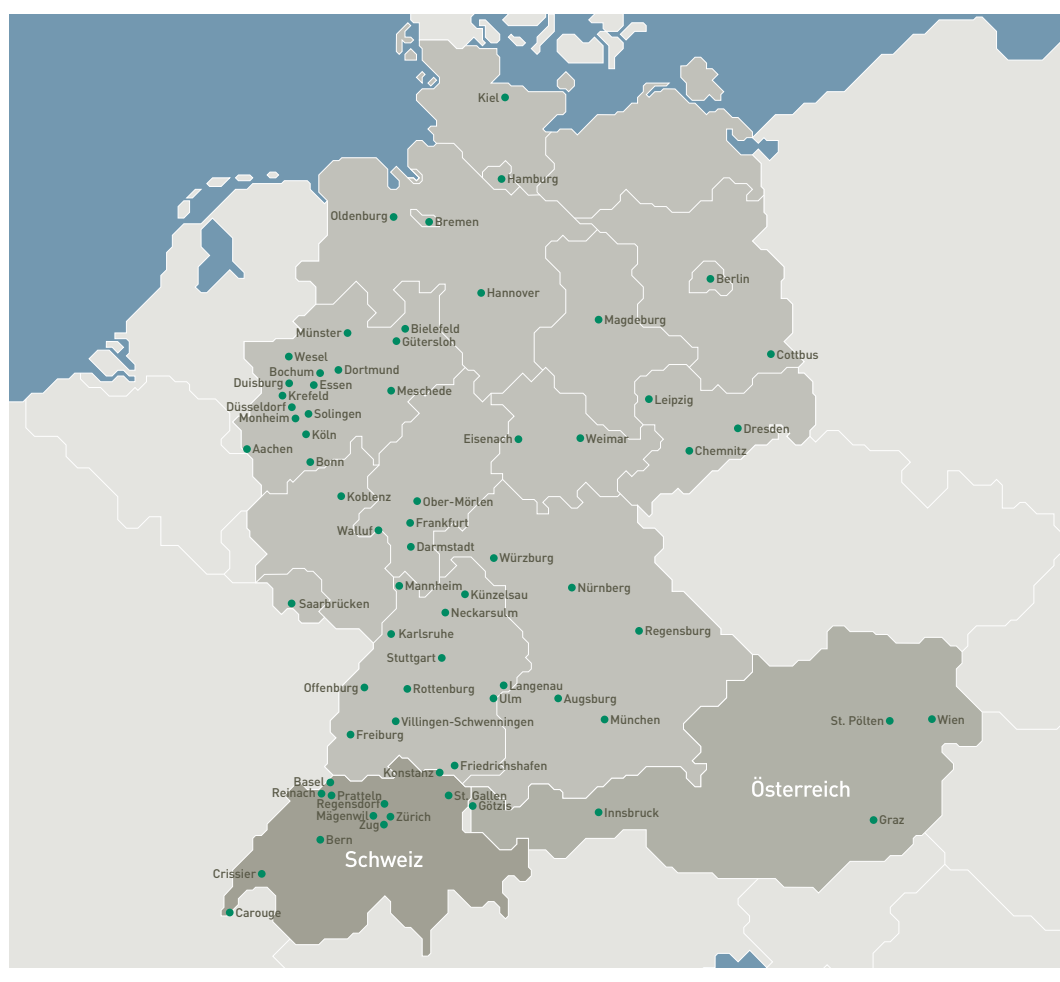 Kiel
Hamburg
Oldenburg
Bremen
Berlin
Hannover
Magdeburg
Münster
Bielefeld
Gütersloh
Wesel
Cottbus
Bochum
Dortmund
Duisburg
Essen
Krefeld
Meschede
Düsseldorf
Solingen
Monheim
Leipzig
Köln
Dresden
Eisenach
Weimar
Aachen
Chemnitz
Bonn
Koblenz
Ober-Mörlen
Frankfurt
Walluf
Darmstadt
Würzburg
Mannheim
Künzelsau
Nürnberg
Saarbrücken
Neckarsulm
Karlsruhe
Regensburg
Stuttgart
Offenburg
Rottenburg
Langenau
Ulm
Augsburg
Villingen-Schwenningen
München
St. Pölten
Wien
Freiburg
Konstanz
Friedrichshafen
Basel
Reinach
Pratteln
St. Gallen
Österreich
Regensdorf
Götzis
Mägenwil
Zürich
Innsbruck
Zug
Graz
Bern
Schweiz
Crissier
Carouge